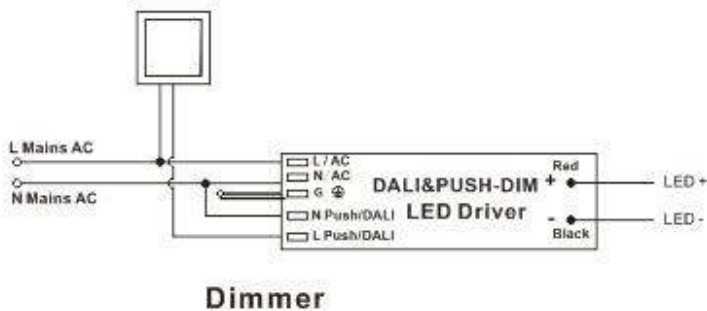 L Mains AC
N Mains AC
L / AC
N/ AC
G
N Push/DALI
L Push/DALI
DALI&PUSH-DIM
LED Driver
Red
+
-
Black
LED +
LED -
Dimmer